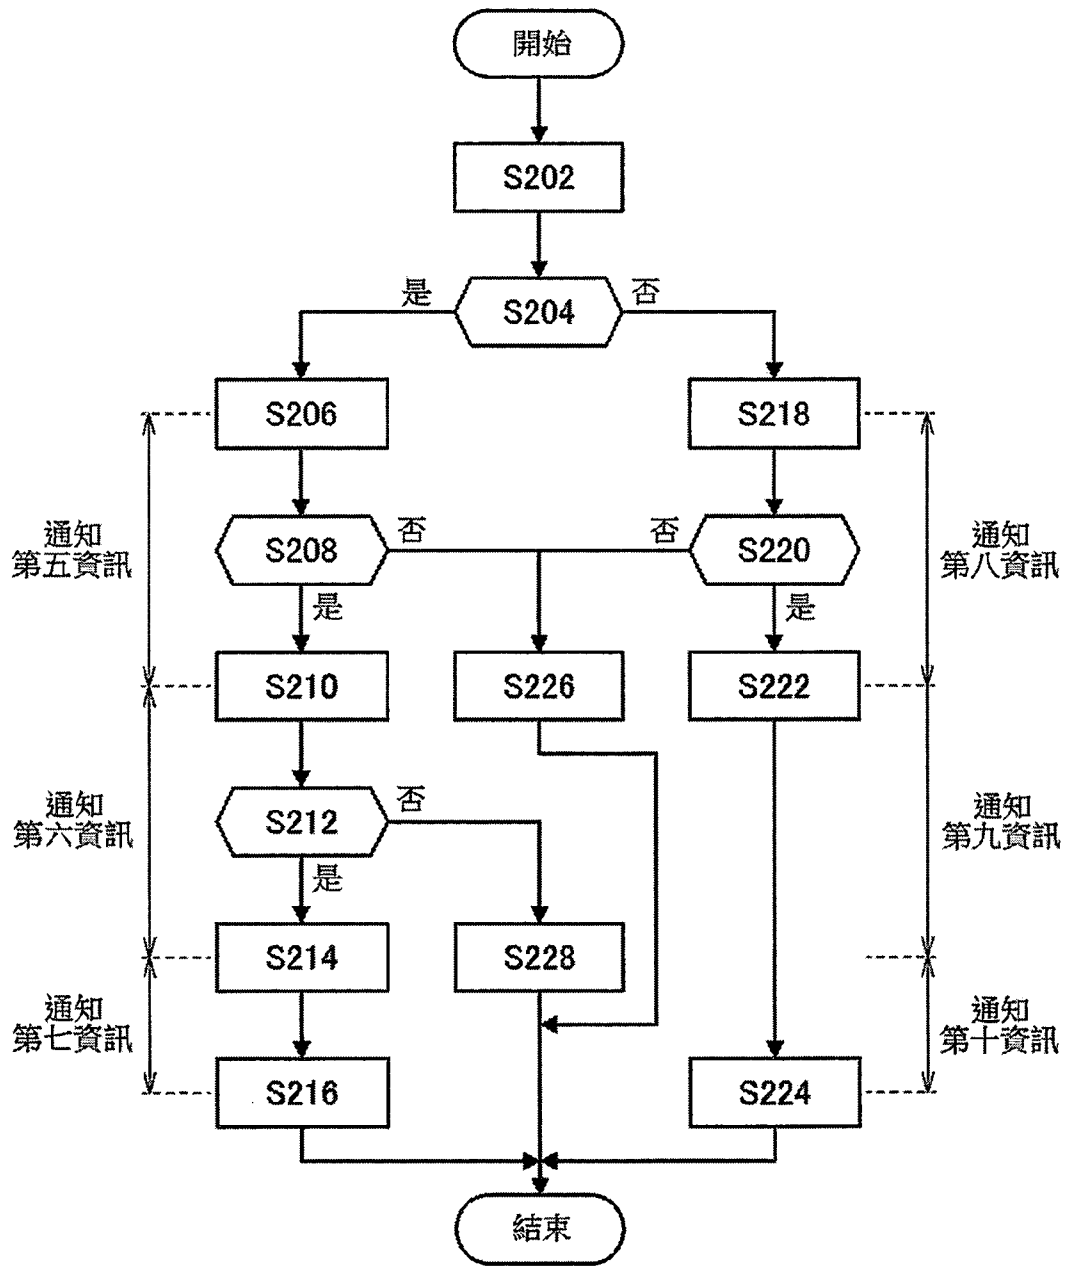 開始
S202
是
否
S204
S206
S218
通知
第五資訊
S208
否
否
S220
通知
第八資訊
是
是
S210
S226
S222
通知
第六資訊
S212
否
通知
第九資訊
是
S214
S228
通知
第七資訊
通知
第十資訊
S216
S224
結束